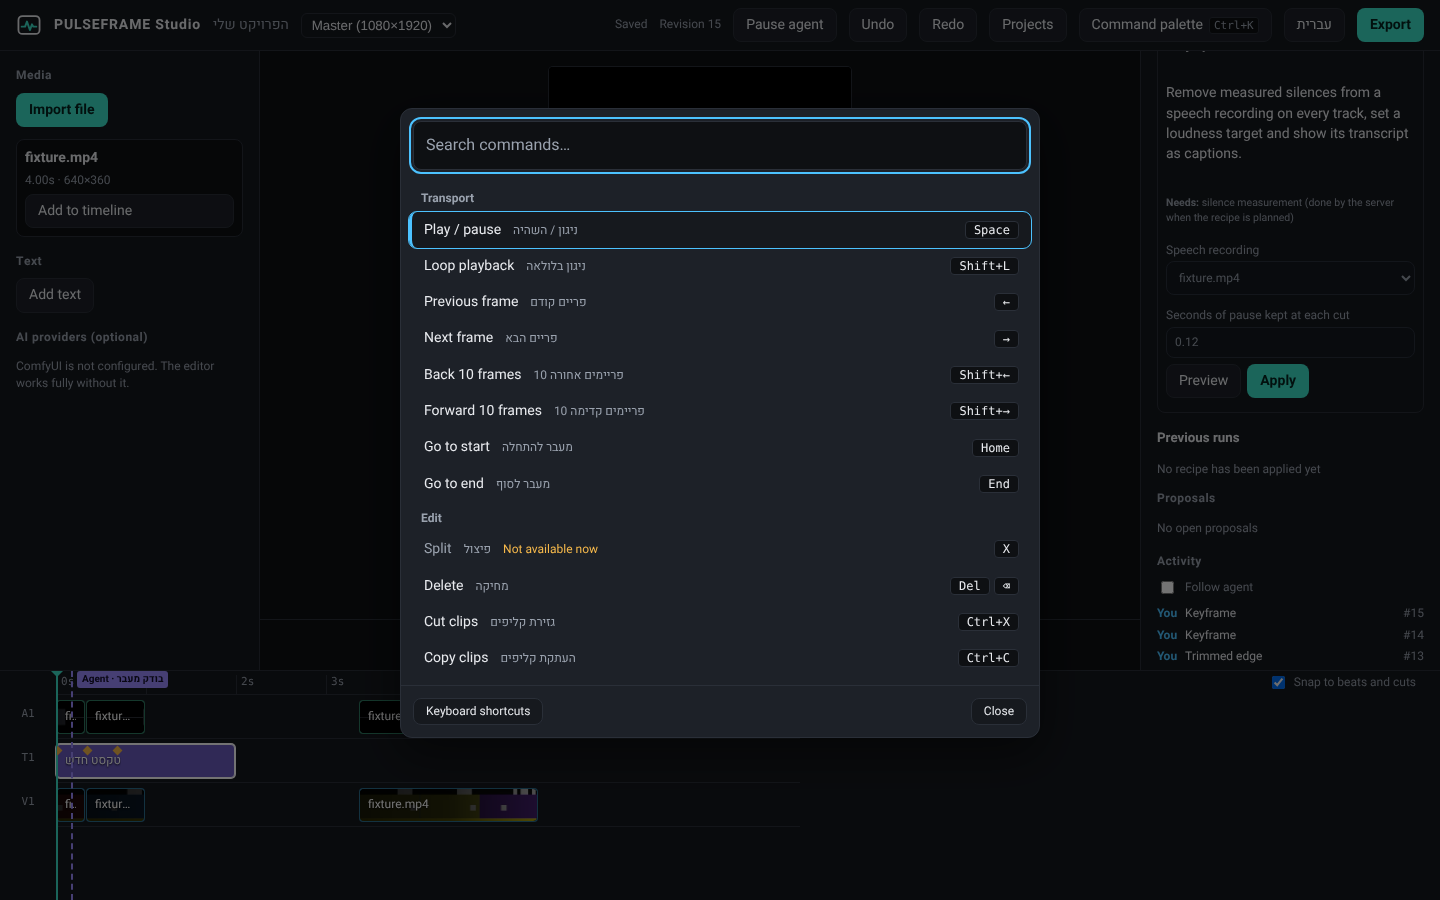 PULSEFRAME Studio הפרויקט שלי Master (1080×1920) Saved Revision 15 Pause agent Undo Redo Projects Command palette Ctrl+K עברית Export
Media
Import file
fixture.mp4
4.00s · 640×360
Add to timeline
Text
Add text
AI providers (optional)
ComfyUI is not configured. The editor
works fully without it.
Search commands…
Transport
Play / pause ניגון / השהיה Space
Loop playback ניגון בלולאה Shift+L
Previous frame פריים קודם ←
Next frame פריים הבא →
Back 10 frames 10 פריימים אחורה Shift+←
Forward 10 frames 10 פריימים קדימה Shift+→
Go to start מעבר להתחלה Home
Go to end מעבר לסוף End
Edit
Split פיצול Not available now X
Delete מחיקה Del ⌫
Cut clips גזירת קליפים Ctrl+X
Copy clips העתקת קליפים Ctrl+C
Keyboard shortcuts Close
Remove measured silences from a
speech recording on every track, set a
loudness target and show its transcript
as captions.
Needs: silence measurement (done by the server
when the recipe is planned)
Speech recording
fixture.mp4
Seconds of pause kept at each cut
0.12
Preview Apply
Previous runs
No recipe has been applied yet
Proposals
No open proposals
Activity
Follow agent
You Keyframe #15
You Keyframe #14
You Trimmed edge #13
Snap to beats and cuts
0s Agent · בודק מעבר 2s 3s
A1 fi… fixtur… fixture
T1 טקסט חדש
V1 fi… fixtur… fixture.mp4